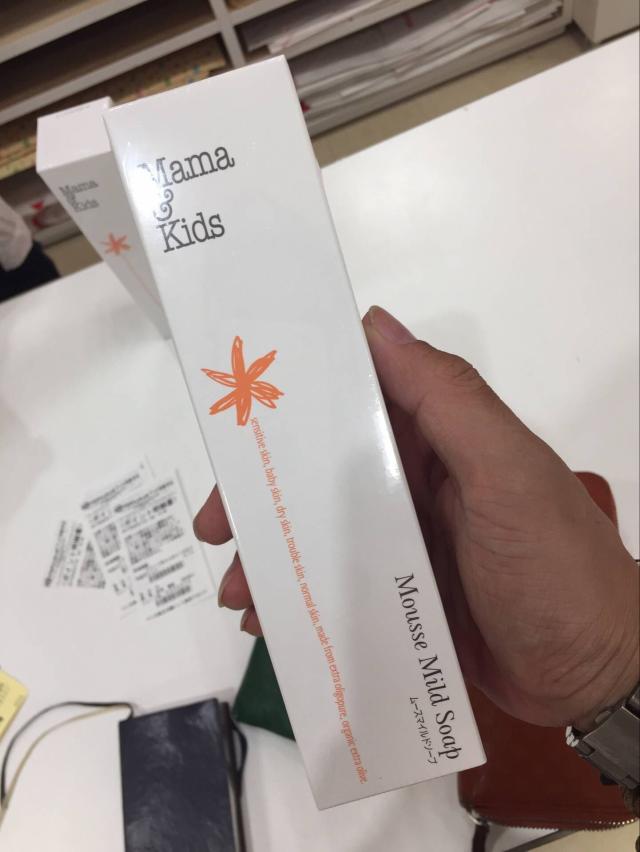 Mama
&
Kids
sensitive skin, baby skin, dry skin, trouble skin, normal skin, made from extra oligopure, organic extra olive.
Mousse Mild Soap
ムースマイルドソープ
Mama
&
Kids